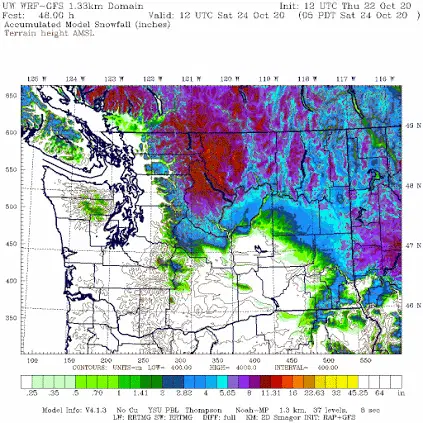 UW WRF-GFS 1.33km Domain Init: 12 UTC Thu 22 Oct 20
Fcst: 48.00 h Valid: 12 UTC Sat 24 Oct 20 (05 PDT Sat 24 Oct 20 )
Accumulated Model Snowfall (inches)
Terrain height AMSL
125 W 124 W 123 W 122 W 121 W 120 W 119 W 118 W 117 W 116 W
650
49 N
600
550
48 N
500
450
47 N
400
46 N
350
100 150 200 250 300 350 400 450 500 550
CONTOURS: UNITS=m LOW= 400.00 HIGH= 4000.0 INTERVAL= 600.00
.25 .35 .5 .70 1 1.41 2 2.82 4 5.65 8 11.31 16 22.63 32 45.25 64 in
Model Info: V4.1.3 No Cu YSU PBL Thompson Noah-MP 1.3 km, 37 levels, 8 sec
LW: RRTMG SW: RRTMG DIFF: full KM: 2D Smagor INIT: RAP+GFS